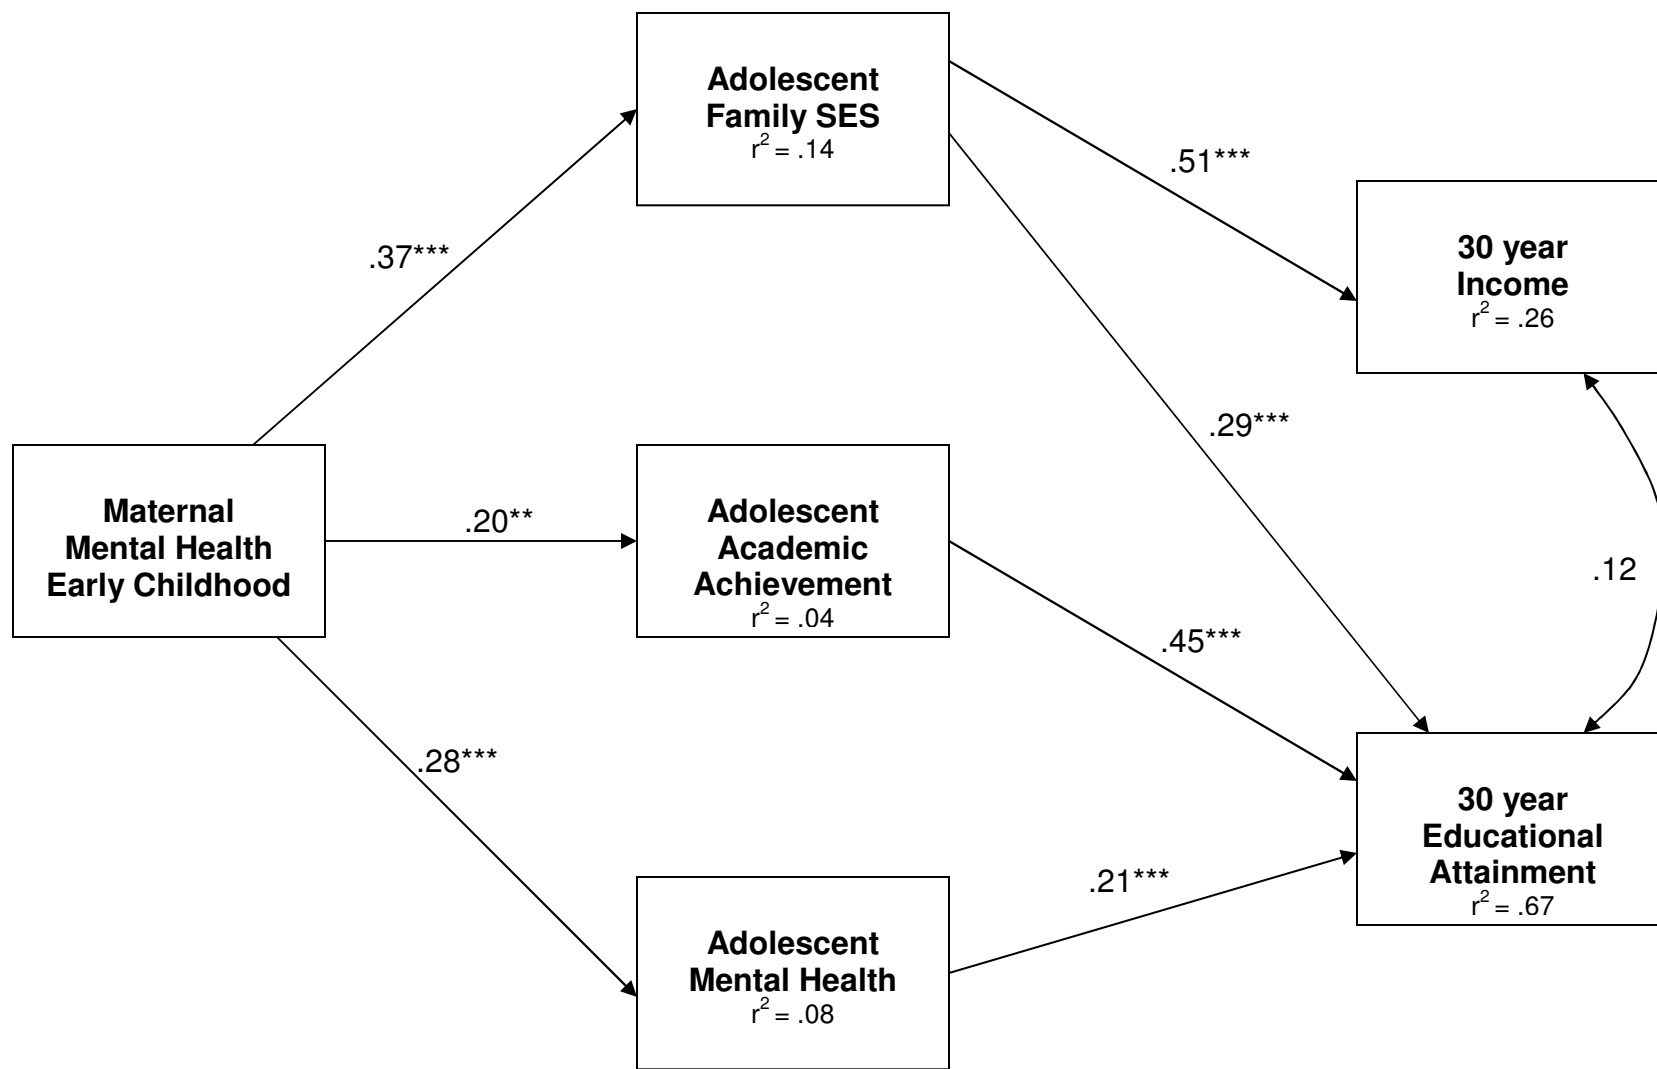 Adolescent
Family SES
r² = .14
.51***
30 year
Income
r² = .26
.37***
.29***
Maternal
Mental Health
Early Childhood
.20**
Adolescent
Academic
Achievement
r² = .04
.12
.45***
.28***
30 year
Educational
Attainment
r² = .67
.21***
Adolescent
Mental Health
r² = .08